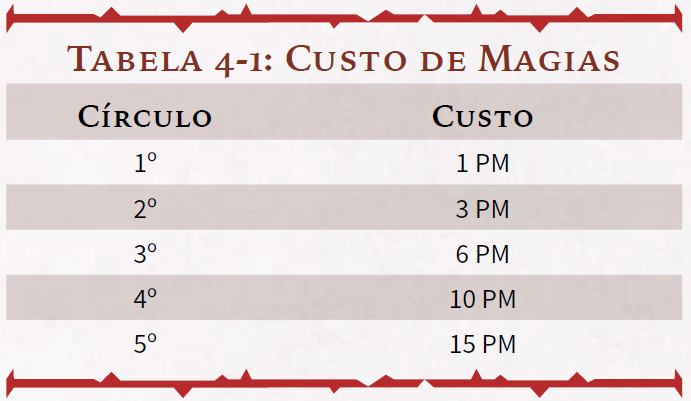 Tabela 4-1: Custo de Magias
Círculo Custo
1º 1 PM
2º 3 PM
3º 6 PM
4º 10 PM
5º 15 PM